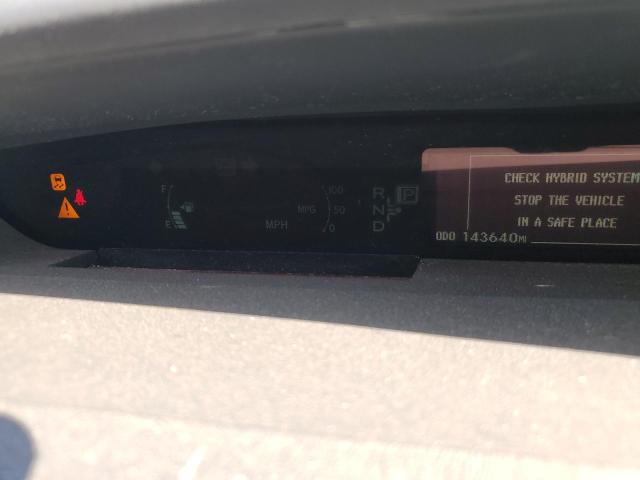 F
E
MPH
100
MPG 50
0
R
N
D
P
CHECK HYBRID SYSTEM
STOP THE VEHICLE
IN A SAFE PLACE
ODO 143640MI